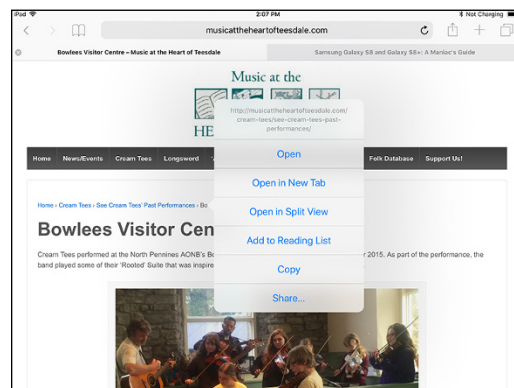 iPad
2:07 PM
Not Charging
musicattheheartofteesdale.com
Bowlees Visitor Centre – Music at the Heart of Teesdale
Samsung Galaxy S8 and Galaxy S8+: A Maniac's Guide
Music at the
HE
http://musicattheheartofteesdale.com/
cream-tees/see-cream-tees-past-
performances/
Open
Open in New Tab
Open in Split View
Add to Reading List
Copy
Share...
Home News/Events Cream Tees Longsword Folk Database Support Us!
Home › Cream Tees › See Cream Tees' Past Performances › Bo
Bowlees Visitor Cen
Cream Tees performed at the North Pennines AONB's Bo r 2015. As part of the performance, the
band played some of their 'Rooted' Suite that was inspire